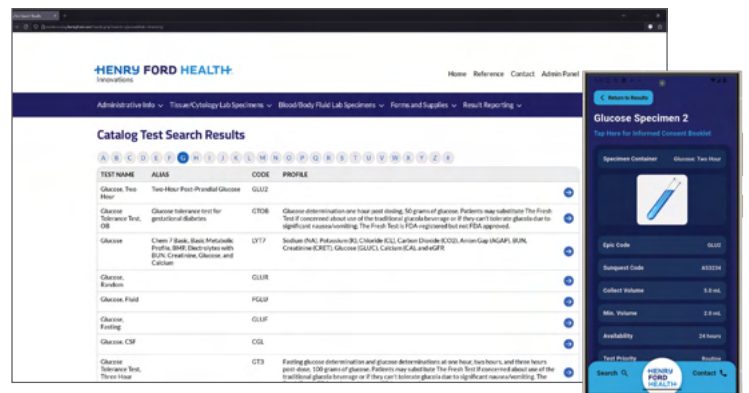 HENRY FORD HEALTH
Innovations
Home Reference Contact Admin Panel
Administrative Info Tissue/Cytology Lab Specimens Blood/Body Fluid Lab Specimens Forms and Supplies Result Reporting
Catalog Test Search Results
A B C D E F G H I J K L M N O P Q R S T U V W X Y Z #
TEST NAME ALIAS CODE PROFILE
Glucose, Two Two-Hour Post-Prandial Glucose GLU2
Hour
Glucose Glucose tolerance test for GTOB Glucose determination one hour post dosing, 50 grams of glucose. Patients may substitute The Fresh
Tolerance Test, gestational diabetes Test if concerned about use of the traditional glucola beverage or if they can't tolerate glucola due to
OB significant nausea/vomiting. The Fresh Test is FDA-registered but not FDA approved.
Glucose Chem 7 Basic, Basic Metabolic LYT7 Sodium (NA), Potassium (K), Chloride (CL), Carbon Dioxide (CO2), Anion Gap (AGAP), BUN,
Profile, BMP, Electrolytes with Creatinine (CRET), Glucose (GLUC), Calcium (CA), and eGFR
BUN, Creatinine, Glucose, and
Calcium
Glucose, GLUR
Random
Glucose, Fluid FGLU
Glucose, GLUF
Fasting
Glucose, CSF CGL
Glucose GT3 Fasting glucose determination and glucose determinations at one hour, two hours, and three hours
Tolerance Test, post dose, 100 grams of glucose. Patients may substitute The Fresh Test if concerned about use of the
Three Hour traditional glucola beverage or if they can't tolerate glucola due to significant nausea/vomiting. The
Return to Results
Glucose Specimen 2
Tap Here for Informed Consent Booklet
Specimen Container Glucose: Two Hour
Epic Code
Sunquest Code
Collect Volume 5.0 mL
Min. Volume 2.0 mL
Availability 24 hours
Test Priority Routine
Search HENRY FORD HEALTH Contact